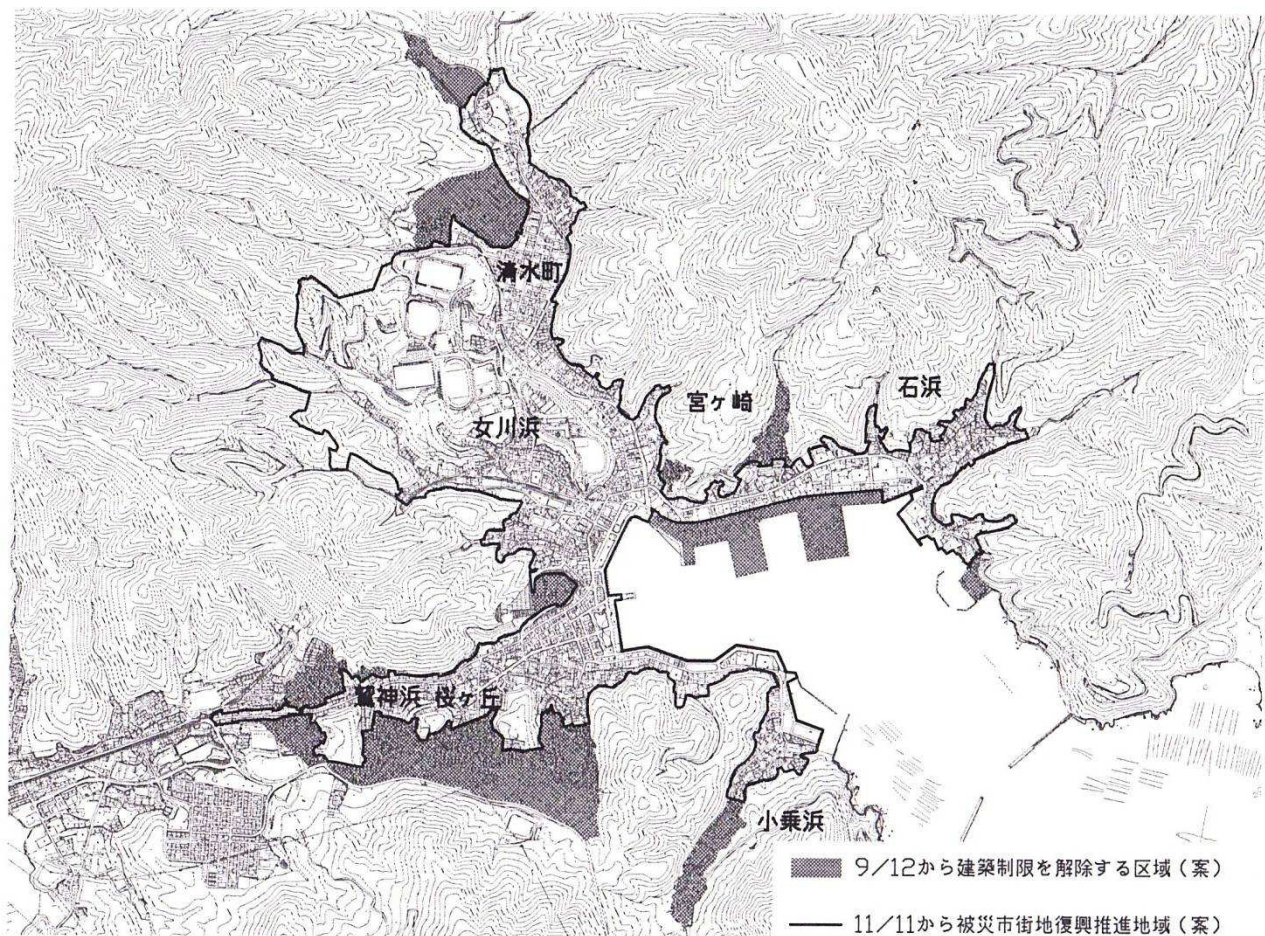 清水町
宮ヶ崎
石浜
女川浜
鷲神浜 桜ヶ丘
小乗浜
9/12から建築制限を解除する区域(案)
11/11から被災市街地復興推進地域(案)